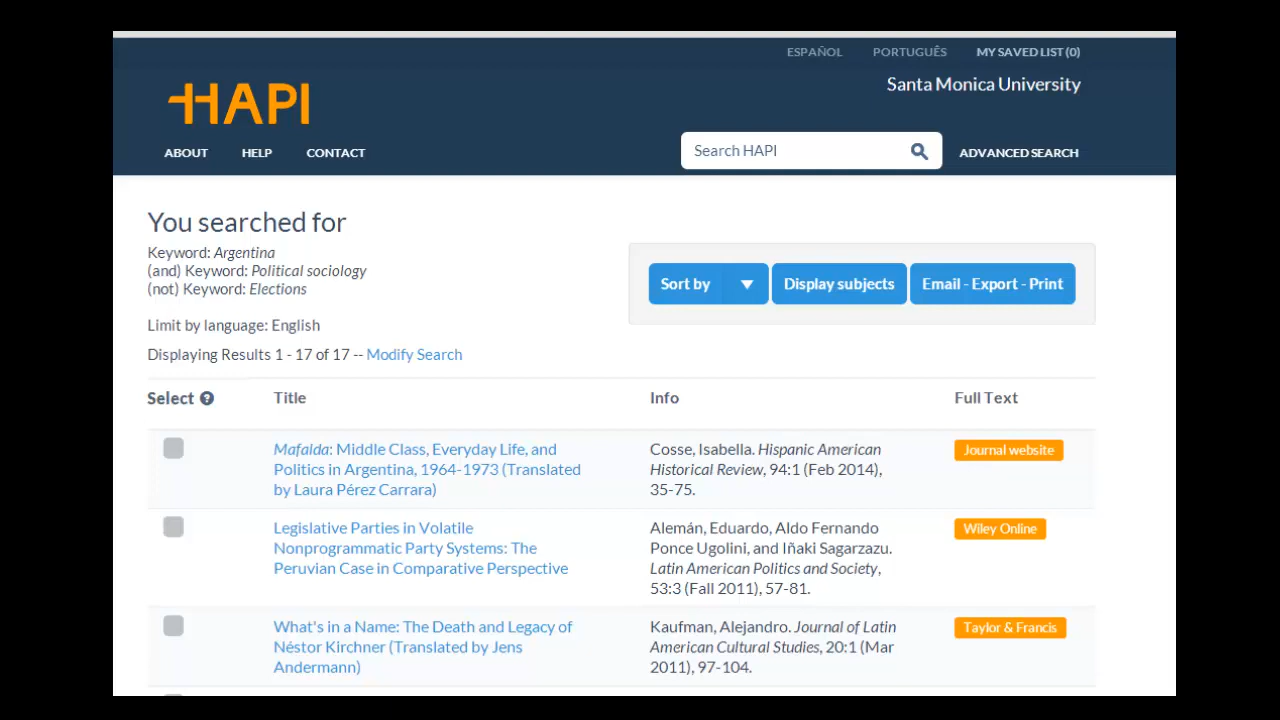 ESPAÑOL PORTUGUÊS MY SAVED LIST (0)
HAPI
Santa Monica University
ABOUT HELP CONTACT
Search HAPI
ADVANCED SEARCH
You searched for
Keyword: Argentina
(and) Keyword: Political sociology
(not) Keyword: Elections
Sort by
Display subjects
Email - Export - Print
Limit by language: English
Displaying Results 1 - 17 of 17 -- Modify Search
Select ? Title Info Full Text
Mafalda: Middle Class, Everyday Life, and
Politics in Argentina, 1964-1973 (Translated
by Laura Pérez Carrara)
Cosse, Isabella. Hispanic American
Historical Review, 94:1 (Feb 2014),
35-75.
Journal website
Legislative Parties in Volatile
Nonprogrammatic Party Systems: The
Peruvian Case in Comparative Perspective
Alemán, Eduardo, Aldo Fernando
Ponce Ugolini, and Iñaki Sagarzazu.
Latin American Politics and Society,
53:3 (Fall 2011), 57-81.
Wiley Online
What's in a Name: The Death and Legacy of
Néstor Kirchner (Translated by Jens
Andermann)
Kaufman, Alejandro. Journal of Latin
American Cultural Studies, 20:1 (Mar
2011), 97-104.
Taylor & Francis